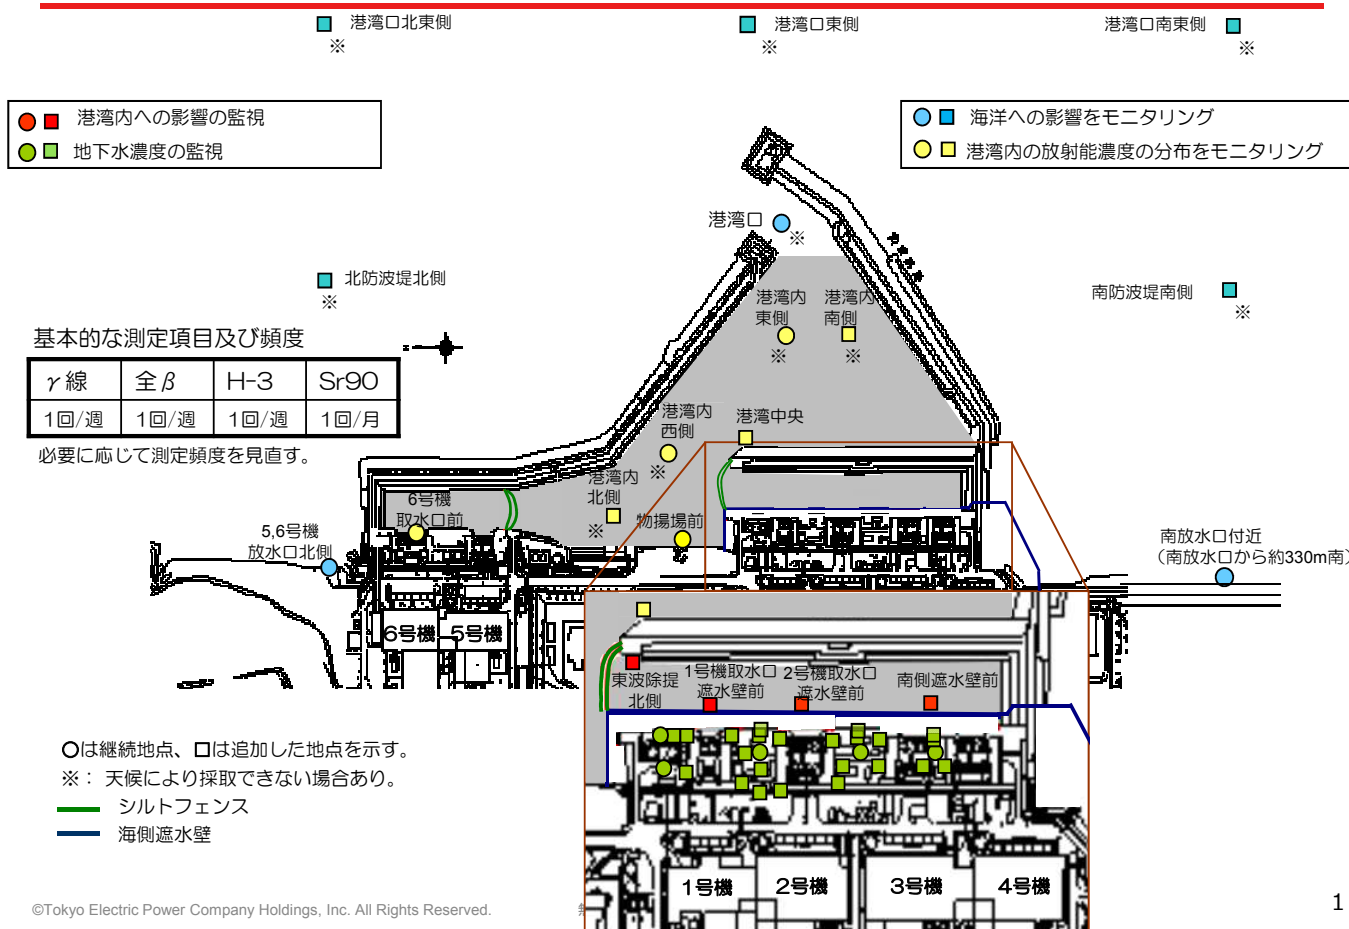 港湾口北東側
※
港湾口東側
※
港湾口南東側
※
港湾内への影響の監視
地下水濃度の監視
海洋への影響をモニタリング
港湾内の放射能濃度の分布をモニタリング
港湾口
※
北防波堤北側
※
港湾内
東側
※
港湾内
南側
※
南防波堤南側
※
基本的な測定項目及び頻度
γ線 全β H-3 Sr90
1回/週 1回/週 1回/週 1回/月
必要に応じて測定頻度を見直す。
港湾内
西側
※
港湾中央
港湾内
北側
※
6号機
取水口前
物揚場前
5,6号機
放水口北側
南放水口付近
（南放水口から約330m南）
6号機 5号機
東波除堤
北側
1号機取水口
遮水壁前
2号機取水口
遮水壁前
南側遮水壁前
○は継続地点、□は追加した地点を示す。
※： 天候により採取できない場合あり。
シルトフェンス
海側遮水壁
1号機 2号機 3号機 4号機
©Tokyo Electric Power Company Holdings, Inc. All Rights Reserved.
1